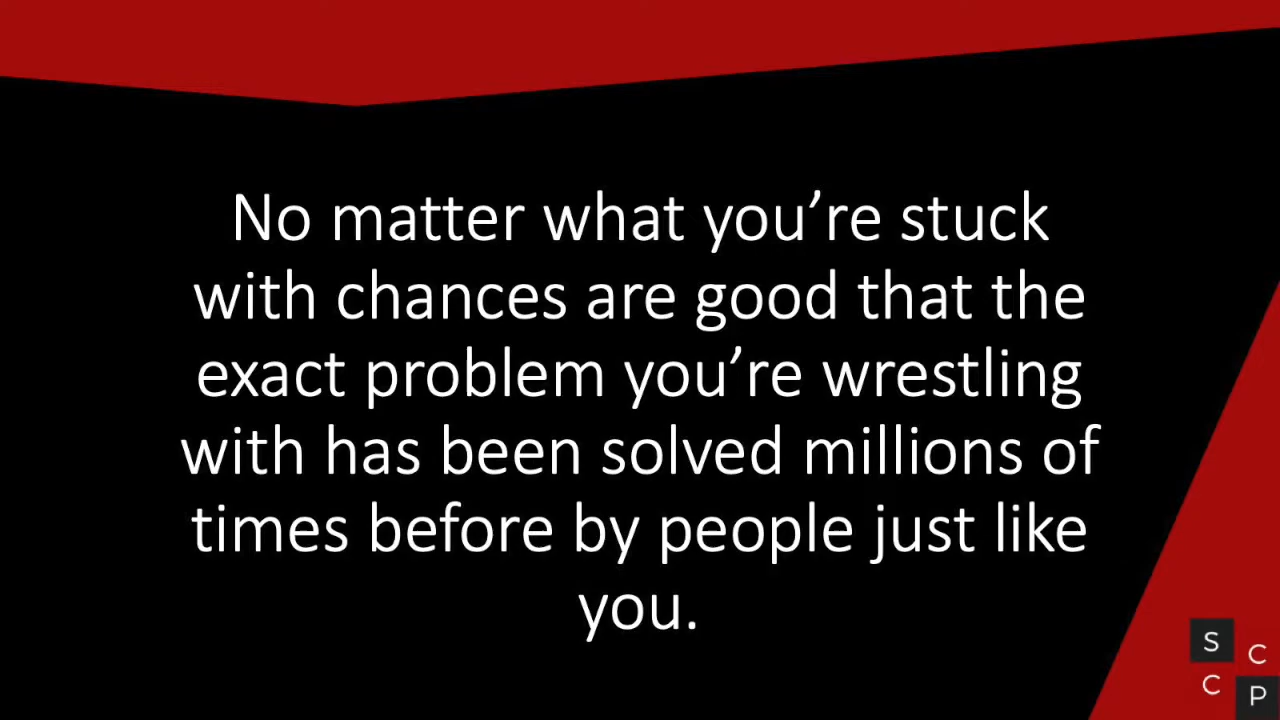 No matter what you’re stuck
with chances are good that the
exact problem you’re wrestling
with has been solved millions of
times before by people just like
you.
S C
C P